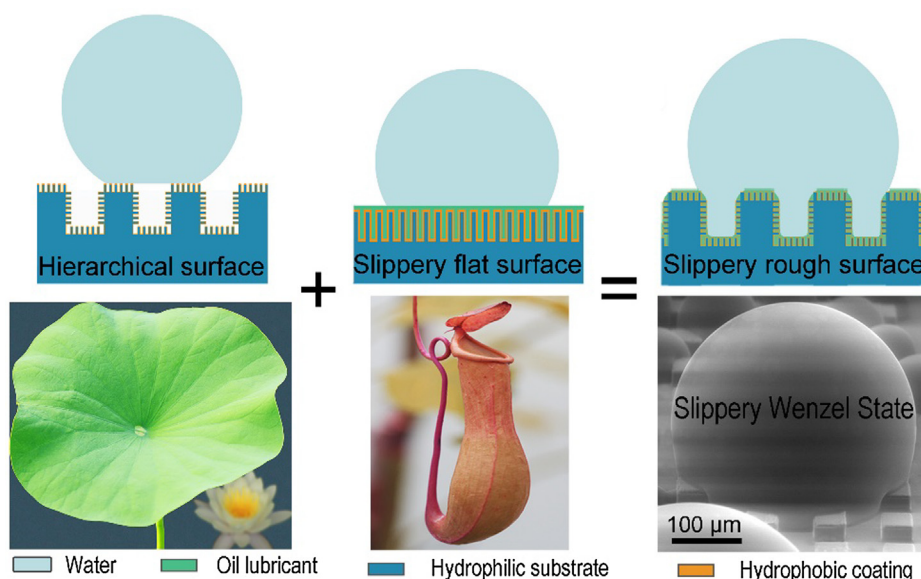 Hierarchical surface
+
Slippery flat surface
=
Slippery rough surface
Slippery Wenzel State
100 μm
Water
Oil lubricant
Hydrophilic substrate
Hydrophobic coating